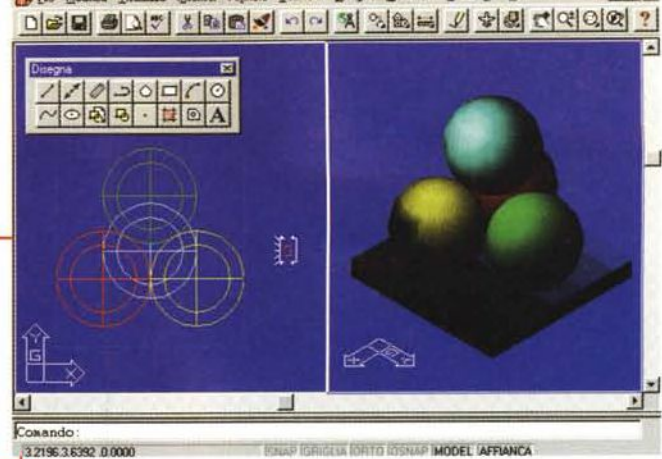 Disegna
A
Y
G
X
Comando:
3.2196,3.6392 ,0.0000 SNAP GRIGLIA ORTO OSNAP MODEL AFFIANCA